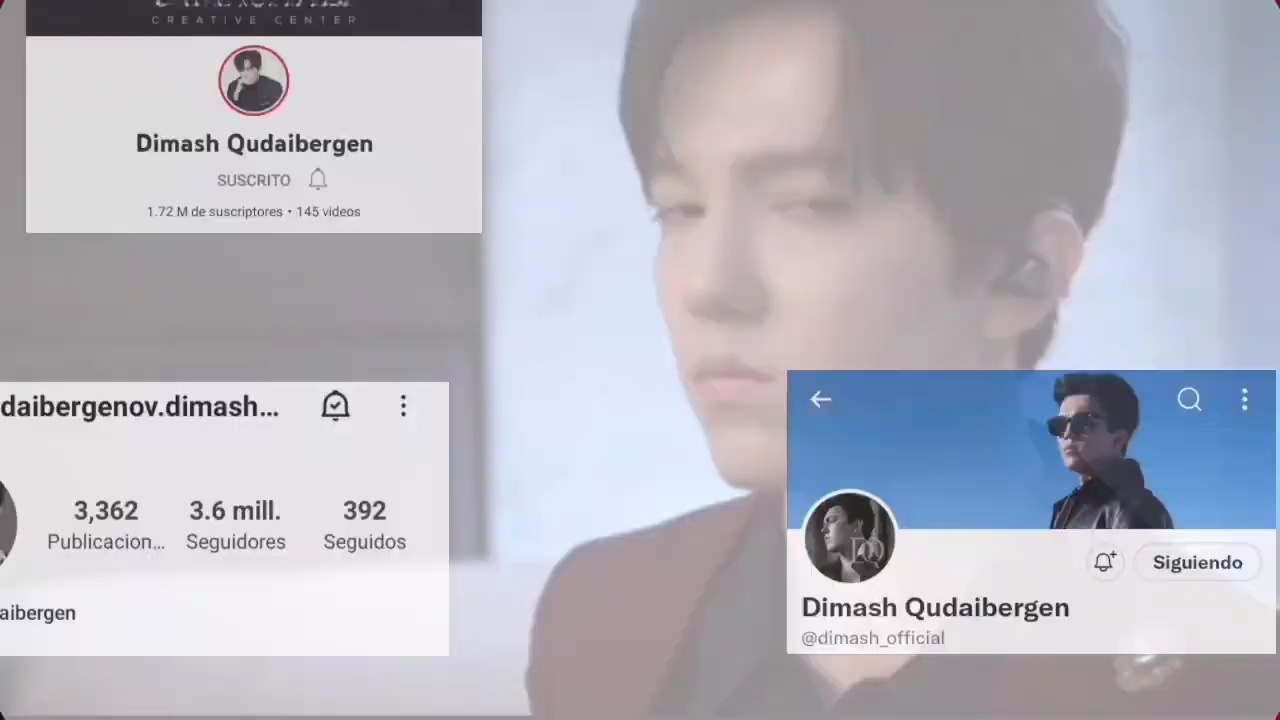 CREATIVE CENTER
Dimash Qudaibergen
SUSCRITO
1.72 M de suscriptores • 145 videos
daibergenov.dimash...
3,362 3.6 mill. 392
Publicacion... Seguidores Seguidos
aibergen
Siguiendo
Dimash Qudaibergen
@dimash_official